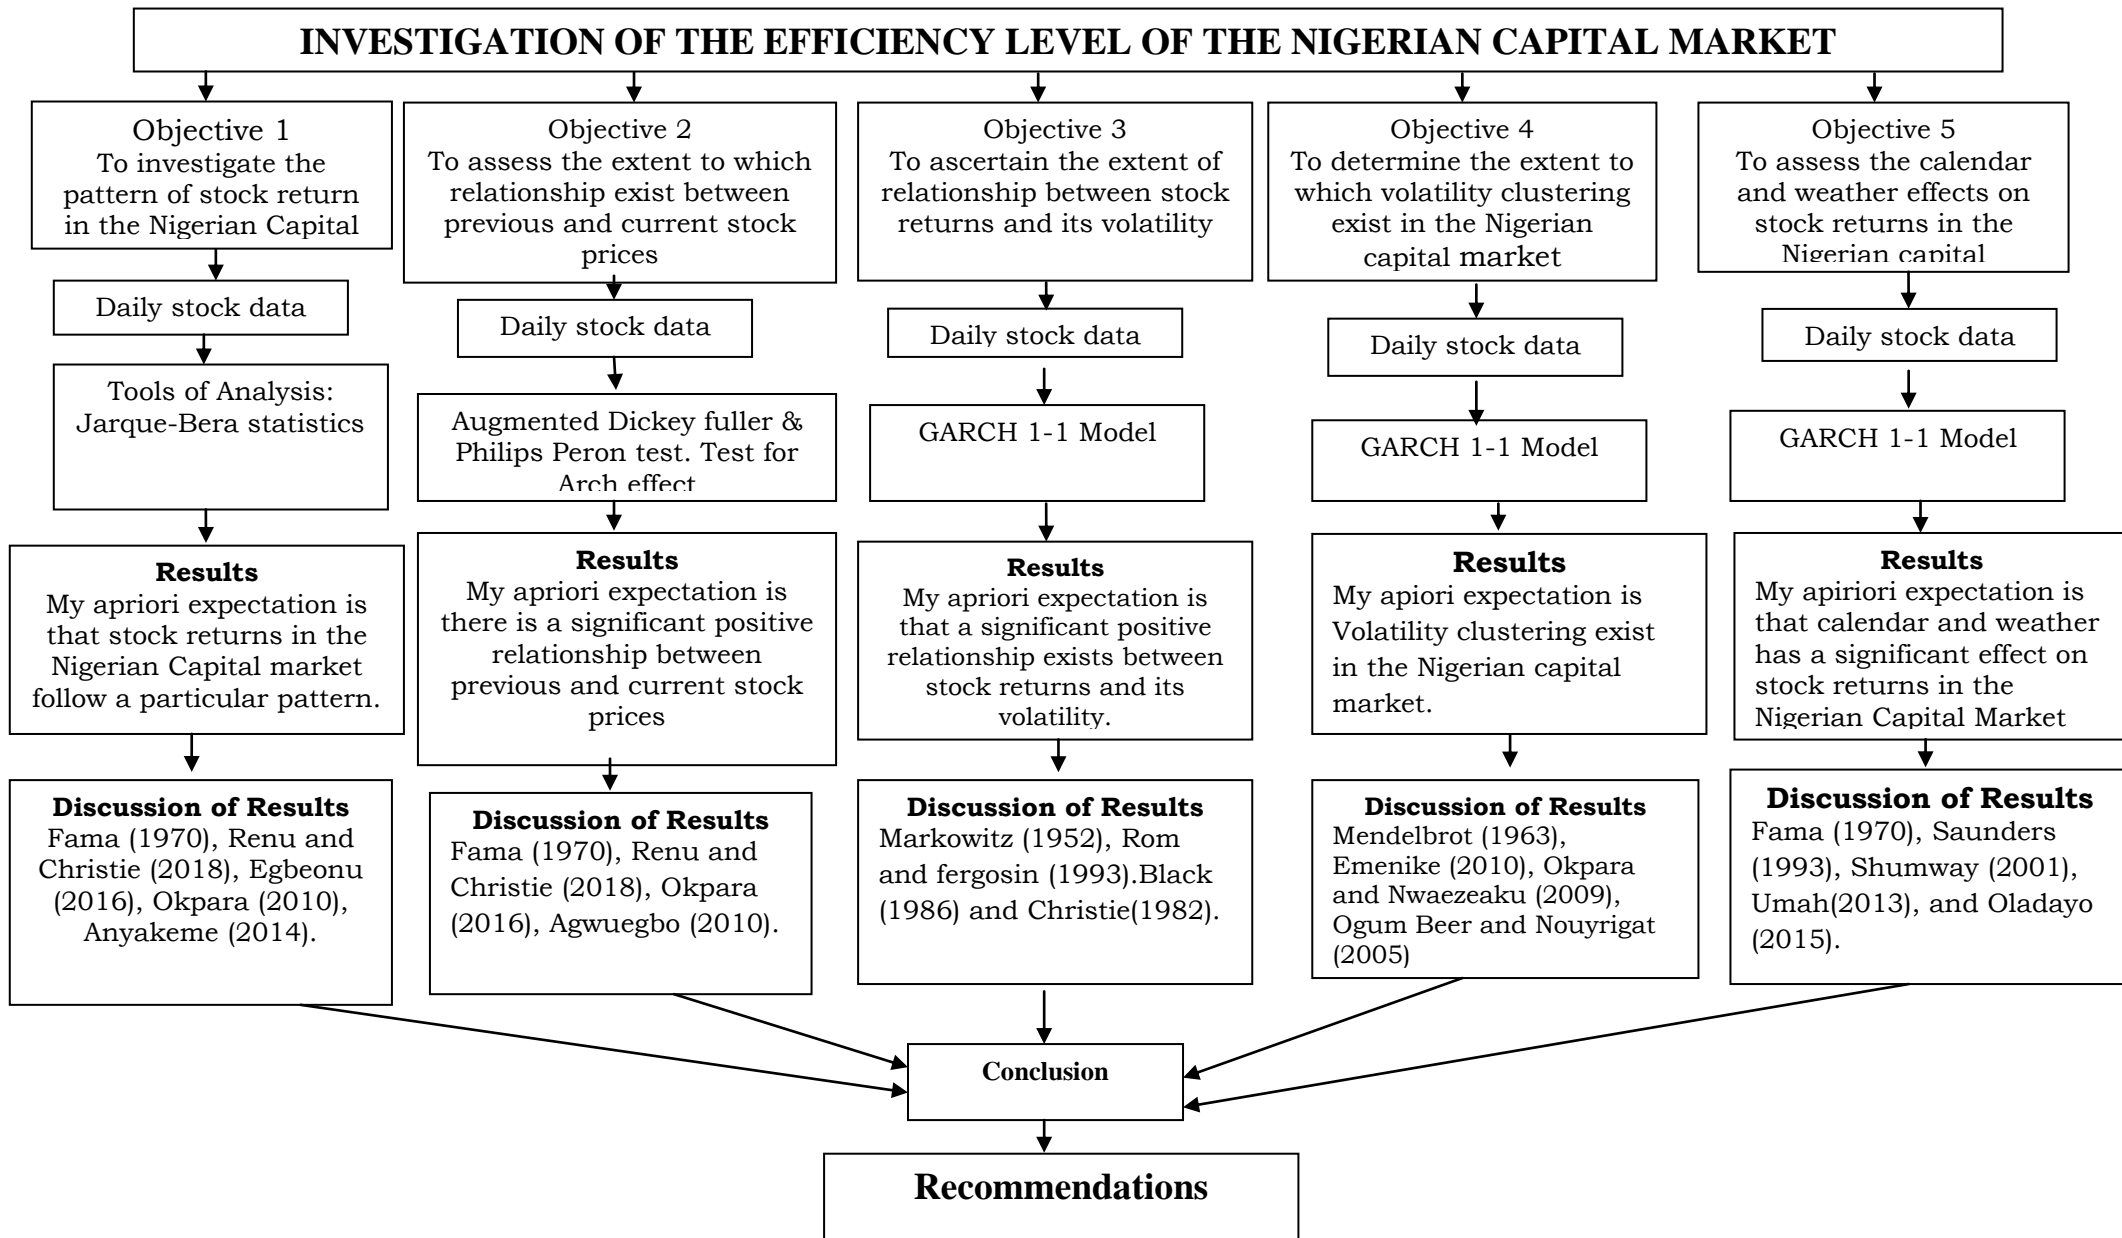 INVESTIGATION OF THE EFFICIENCY LEVEL OF THE NIGERIAN CAPITAL MARKET
Objective 1
To investigate the
pattern of stock return
in the Nigerian Capital
Daily stock data
Tools of Analysis:
Jarque-Bera statistics
Results
My apriori expectation is
that stock returns in the
Nigerian Capital market
follow a particular pattern.
Discussion of Results
Fama (1970), Renu and
Christie (2018), Egbeonu
(2016), Okpara (2010),
Anyakeme (2014).
Objective 2
To assess the extent to which
relationship exist between
previous and current stock
prices
Daily stock data
Augmented Dickey fuller &
Philips Peron test. Test for
Arch effect
Results
My apriori expectation is
there is a significant positive
relationship between
previous and current stock
prices
Discussion of Results
Fama (1970), Renu and
Christie (2018), Okpara
(2016), Agwuegbo (2010).
Objective 3
To ascertain the extent of
relationship between stock
returns and its volatility
Daily stock data
GARCH 1-1 Model
Results
My apriori expectation is
that a significant positive
relationship exists between
stock returns and its
volatility.
Discussion of Results
Markowitz (1952), Rom
and fergosin (1993).Black
(1986) and Christie(1982).
Objective 4
To determine the extent to
which volatility clustering
exist in the Nigerian
capital market
Daily stock data
GARCH 1-1 Model
Results
My apiori expectation is
Volatility clustering exist
in the Nigerian capital
market.
Discussion of Results
Mendelbrot (1963),
Emenike (2010), Okpara
and Nwaezeaku (2009),
Ogum Beer and Nouyrigat
(2005)
Objective 5
To assess the calendar
and weather effects on
stock returns in the
Nigerian capital
Daily stock data
GARCH 1-1 Model
Results
My apiriori expectation is
that calendar and weather
has a significant effect on
stock returns in the
Nigerian Capital Market
Discussion of Results
Fama (1970), Saunders
(1993), Shumway (2001),
Umah(2013), and Oladayo
(2015).
Conclusion
Recommendations